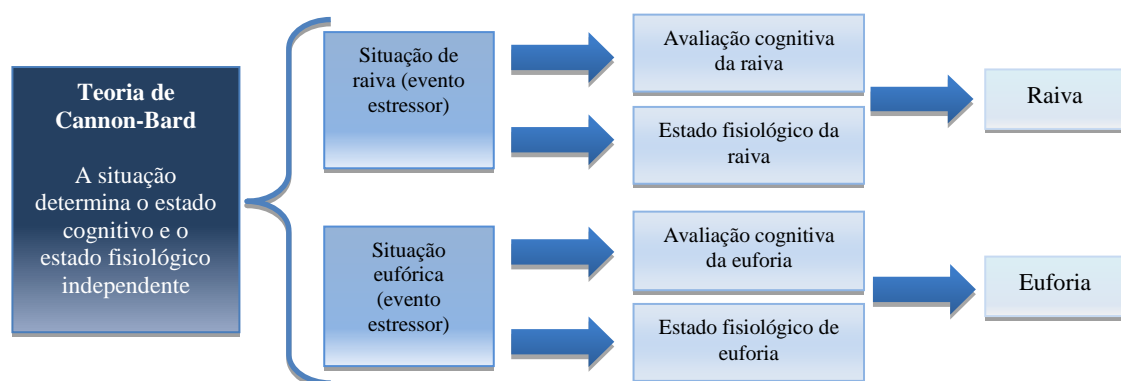 Teoria de
Cannon-Bard
A situação
determina o estado
cognitivo e o
estado fisiológico
independente
Situação de
raiva (evento
estressor)
Avaliação cognitiva
da raiva
Estado fisiológico da
raiva
Raiva
Situação
eufórica
(evento
estressor)
Avaliação cognitiva
da euforia
Estado fisiológico de
euforia
Euforia